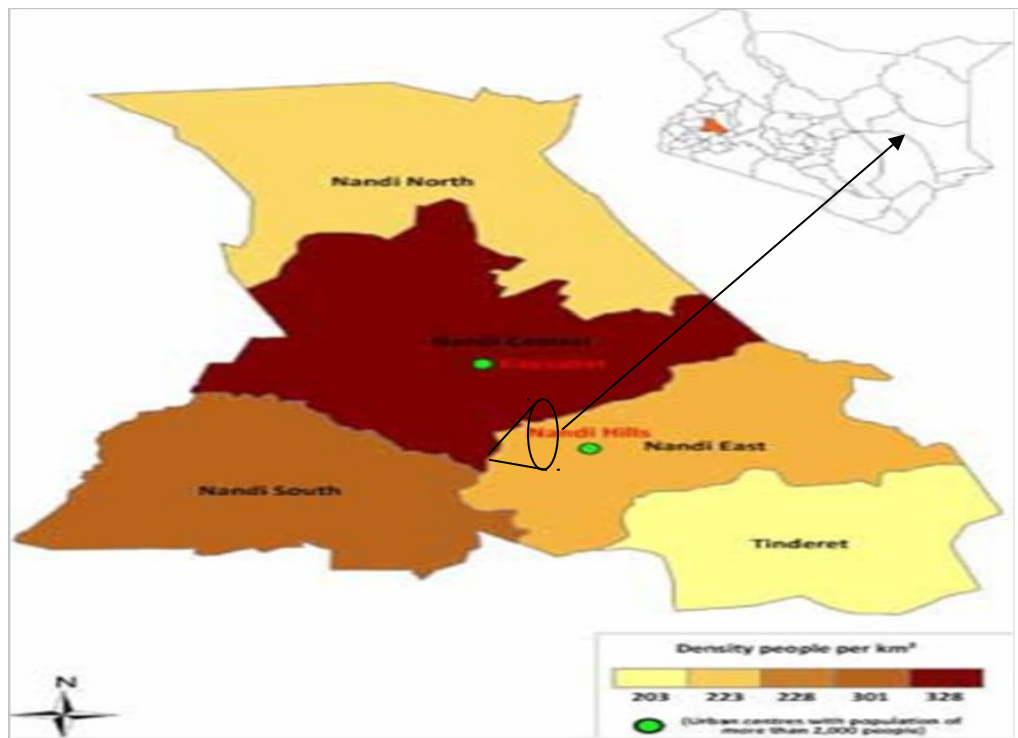 Nandi North
Nandi Central
Kapsabet
Nandi Hills
Nandi East
Nandi South
Tinderet
Density people per km²
203 223 228 301 328
(Urban centres with population of
more than 2,000 people)
N